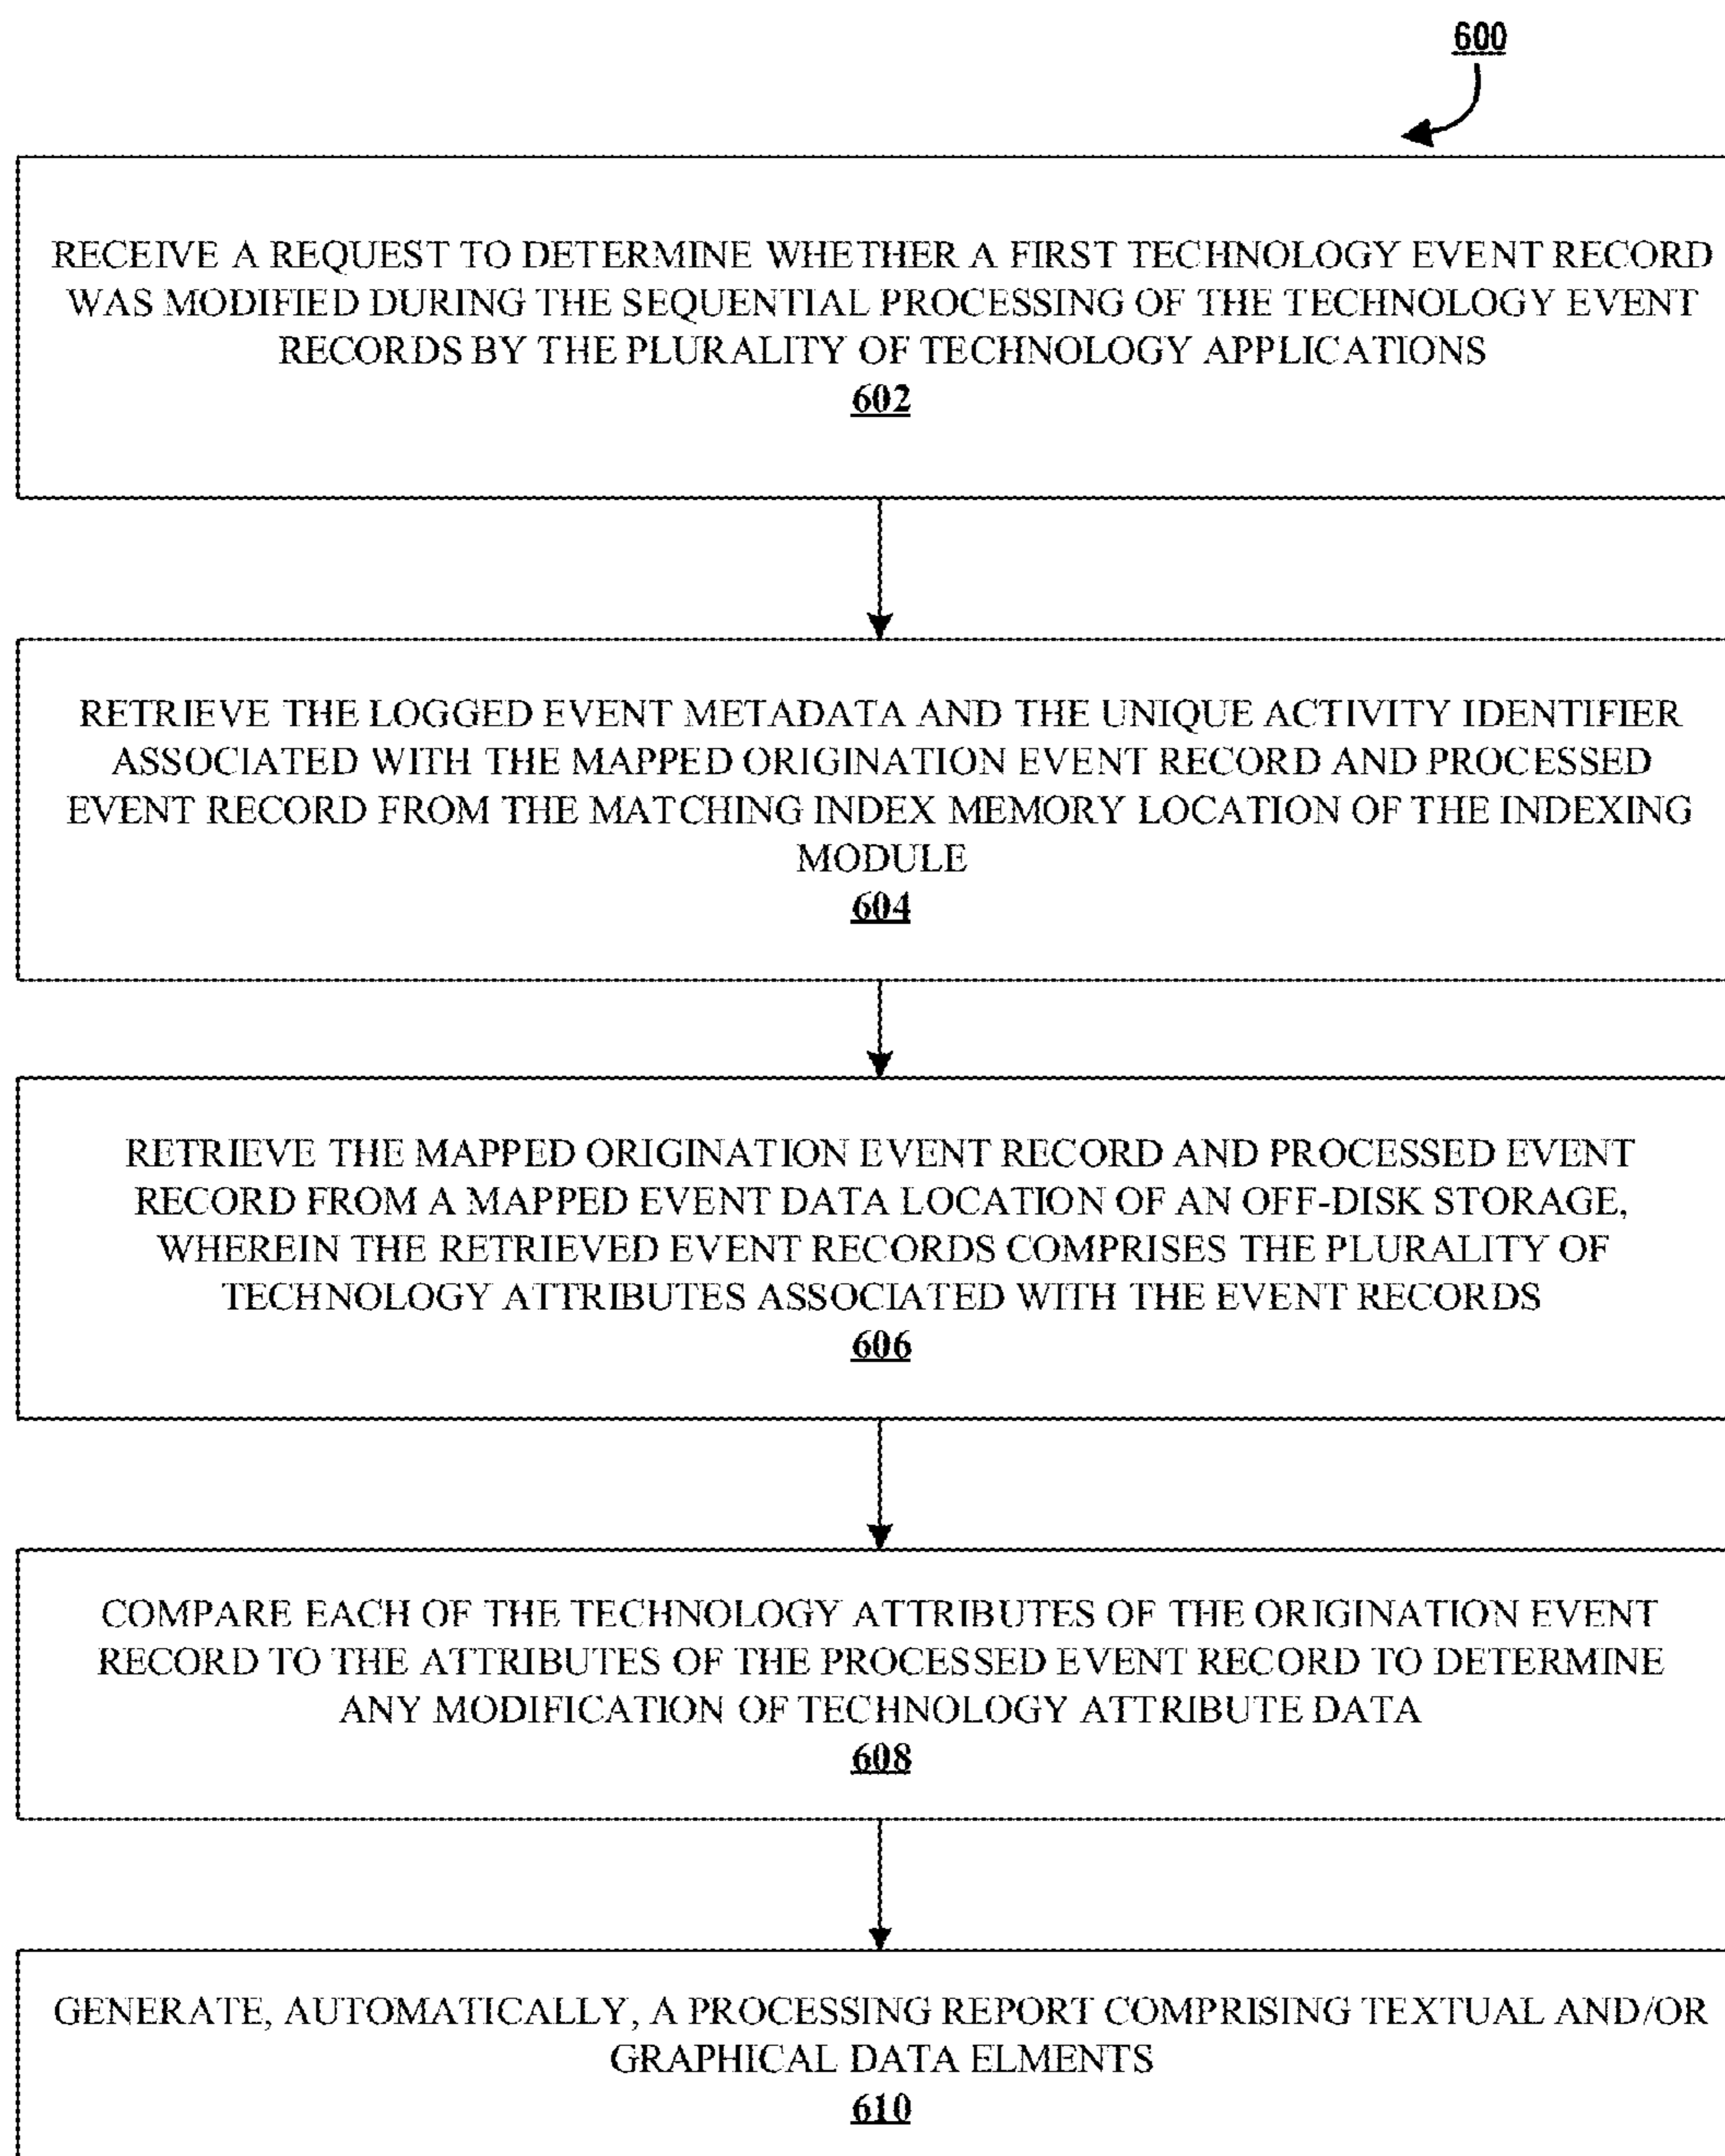 600
RECEIVE A REQUEST TO DETERMINE WHETHER A FIRST TECHNOLOGY EVENT RECORD
WAS MODIFIED DURING THE SEQUENTIAL PROCESSING OF THE TECHNOLOGY EVENT
RECORDS BY THE PLURALITY OF TECHNOLOGY APPLICATIONS
602
RETRIEVE THE LOGGED EVENT METADATA AND THE UNIQUE ACTIVITY IDENTIFIER
ASSOCIATED WITH THE MAPPED ORIGINATION EVENT RECORD AND PROCESSED
EVENT RECORD FROM THE MATCHING INDEX MEMORY LOCATION OF THE INDEXING
MODULE
604
RETRIEVE THE MAPPED ORIGINATION EVENT RECORD AND PROCESSED EVENT
RECORD FROM A MAPPED EVENT DATA LOCATION OF AN OFF-DISK STORAGE,
WHEREIN THE RETRIEVED EVENT RECORDS COMPRISES THE PLURALITY OF
TECHNOLOGY ATTRIBUTES ASSOCIATED WITH THE EVENT RECORDS
606
COMPARE EACH OF THE TECHNOLOGY ATTRIBUTES OF THE ORIGINATION EVENT
RECORD TO THE ATTRIBUTES OF THE PROCESSED EVENT RECORD TO DETERMINE
ANY MODIFICATION OF TECHNOLOGY ATTRIBUTE DATA
608
GENERATE, AUTOMATICALLY, A PROCESSING REPORT COMPRISING TEXTUAL AND/OR
GRAPHICAL DATA ELMENTS
610